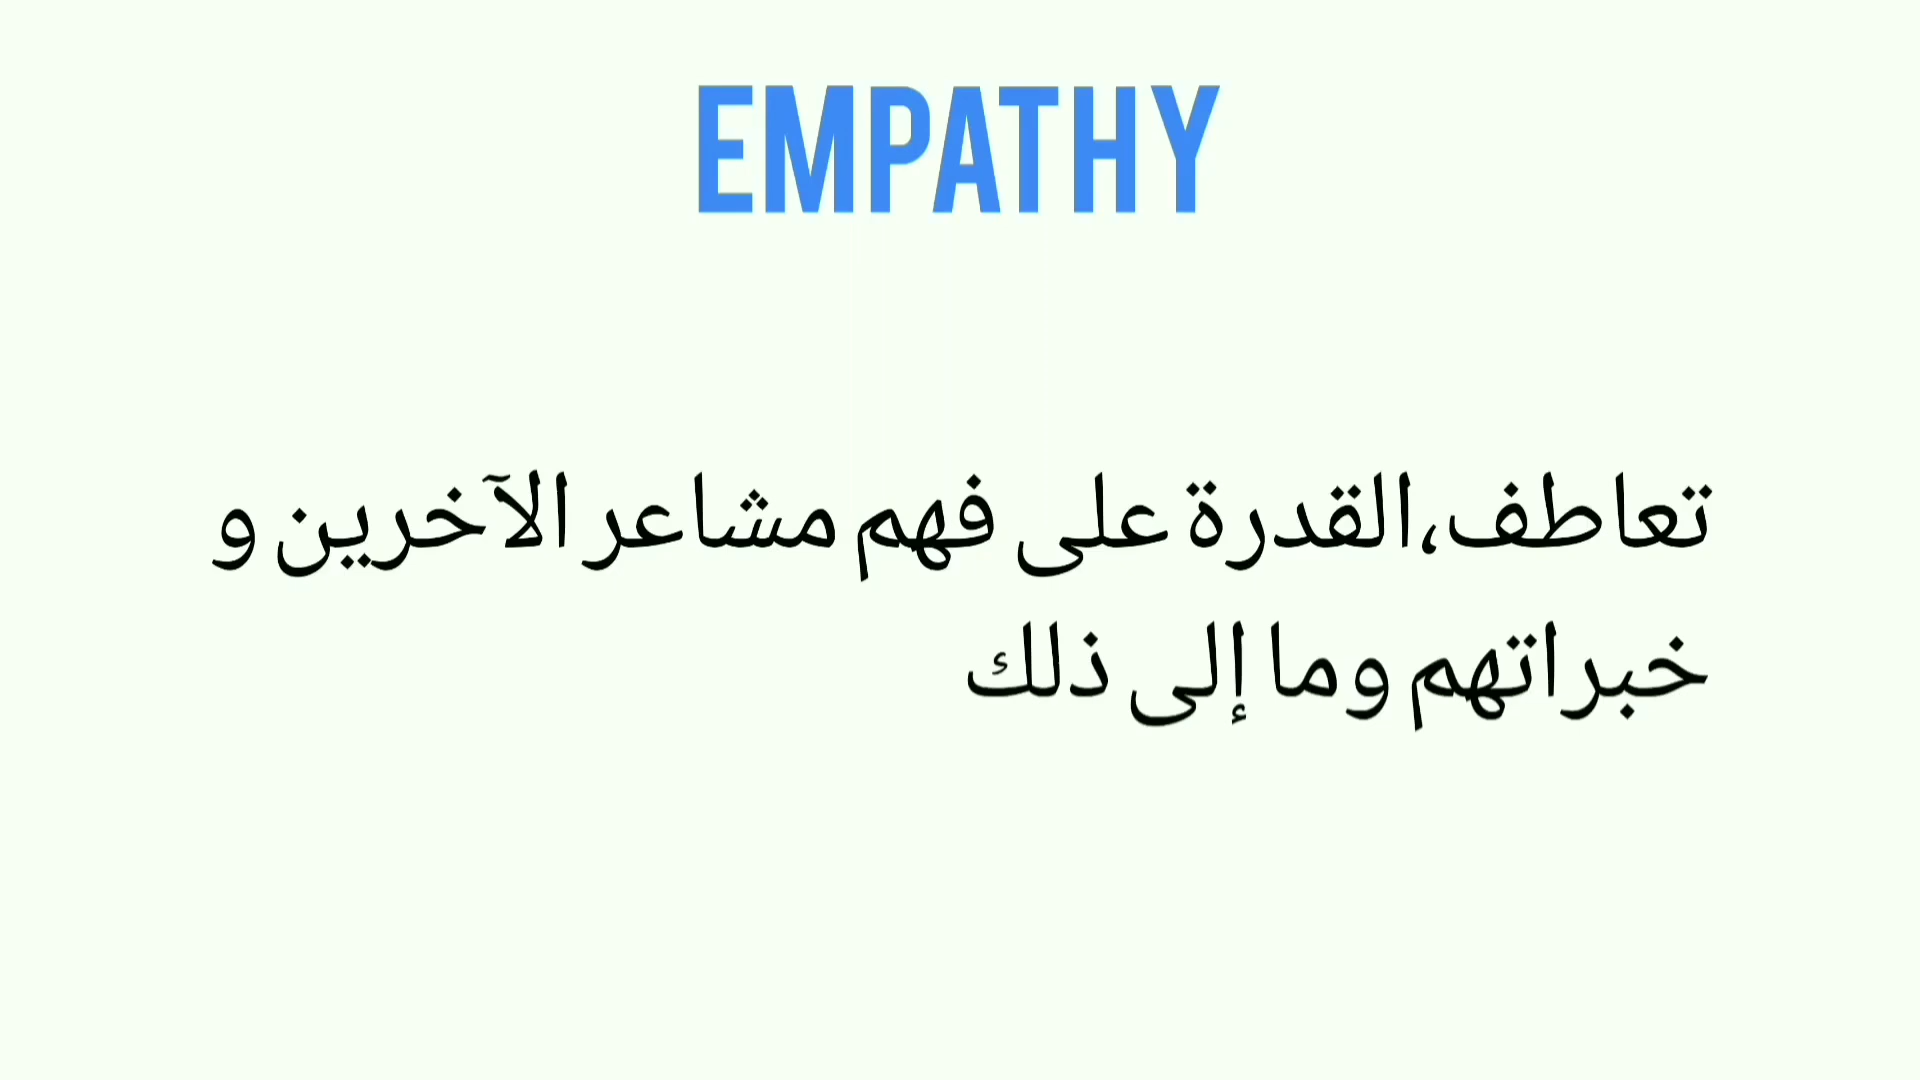 EMPATHY
تعاطف،القدرة على فهم مشاعر الآخرين و
خبراتهم وما إلى ذلك